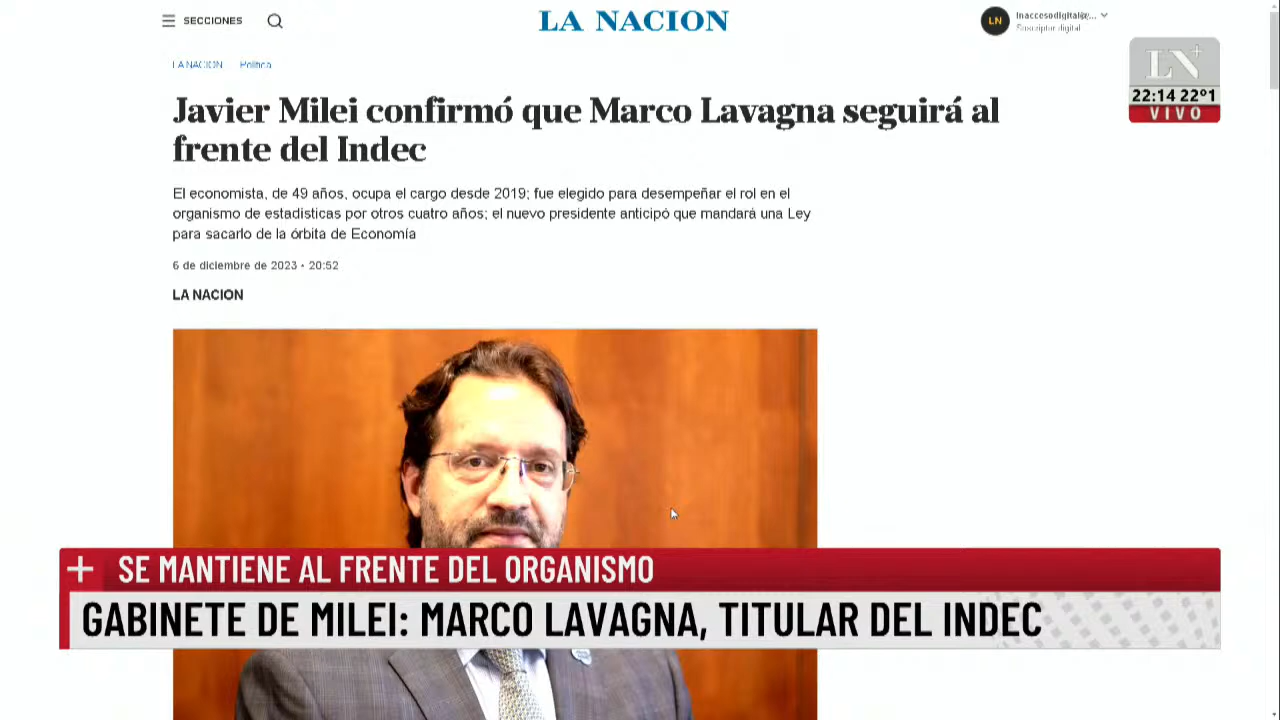 SECCIONES
LA NACION
LN
Suscriptor digital
LA NACION Política
LN+
22:14 22º1
VIVO
Javier Milei confirmó que Marco Lavagna seguirá al
frente del Indec
El economista, de 49 años, ocupa el cargo desde 2019; fue elegido para desempeñar el rol en el
organismo de estadísticas por otros cuatro años; el nuevo presidente anticipó que mandará una Ley
para sacarlo de la órbita de Economía
6 de diciembre de 2023 • 20:52
LA NACION
+ SE MANTIENE AL FRENTE DEL ORGANISMO
GABINETE DE MILEI: MARCO LAVAGNA, TITULAR DEL INDEC